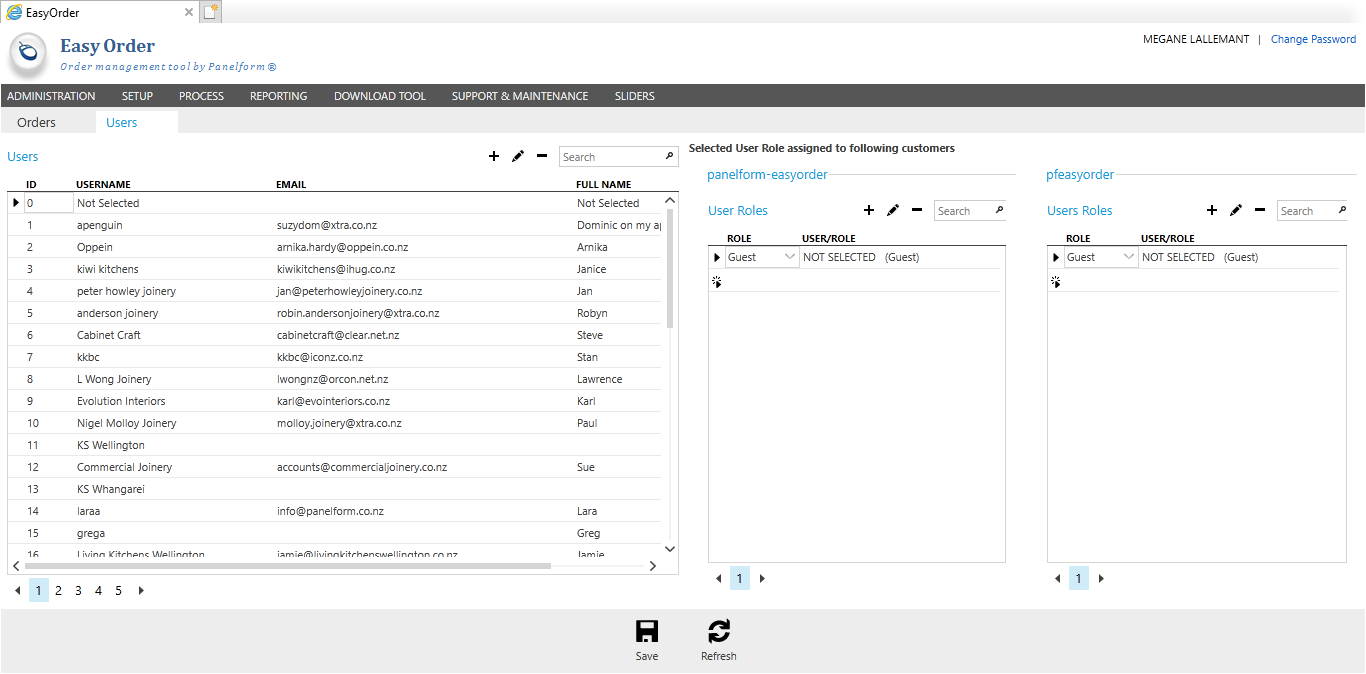 EasyOrder
Easy Order
Order management tool by Panelform ®
MEGANE LALLEMANT | Change Password
ADMINISTRATION SETUP PROCESS REPORTING DOWNLOAD TOOL SUPPORT & MAINTENANCE SLIDERS
Orders Users
Users
Search
ID USERNAME EMAIL FULL NAME
0 Not Selected Not Selected
1 apenguin suzydom@xtra.co.nz Dominic on my ap
2 Oppein arnika.hardy@oppein.co.nz Arnika
3 kiwi kitchens kiwikitchens@ihug.co.nz Janice
4 peter howley joinery jan@peterhowleyjoinery.co.nz Jan
5 anderson joinery robin.andersonjoinery@xtra.co.nz Robyn
6 Cabinet Craft cabinetcraft@clear.net.nz Steve
7 kkbc kkbc@iconz.co.nz Stan
8 L Wong Joinery lwongnz@orcon.net.nz Lawrence
9 Evolution Interiors karl@evointeriors.co.nz Karl
10 Nigel Molloy Joinery molloy.joinery@xtra.co.nz Paul
11 KS Wellington
12 Commercial Joinery accounts@commercialjoinery.co.nz Sue
13 KS Whangarei
14 laraa info@panelform.co.nz Lara
15 grega Greg
16 Living Kitchens Wellington jamie@livingkitchenswellington.co.nz Jamie
1 2 3 4 5
Selected User Role assigned to following customers
panelform-easyorder
User Roles
Search
ROLE USER/ROLE
Guest NOT SELECTED (Guest)
1
pfeasyorder
Users Roles
Search
ROLE USER/ROLE
Guest NOT SELECTED (Guest)
1
Save Refresh